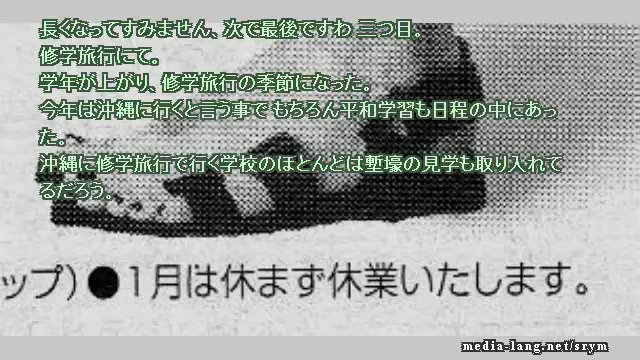 長くなってすみません、次で最後ですわ 三つ目。
修学旅行にて。
学年が上がり、修学旅行の季節になった。
今年は沖縄に行くと言う事で もちろん平和学習も日程の中にあっ
た。
沖縄に修学旅行で行く学校のほとんどは塹壕の見学も取り入れて
るだろう。
ップ)●1月は休まず休業いたします。
media-lang.net/srym